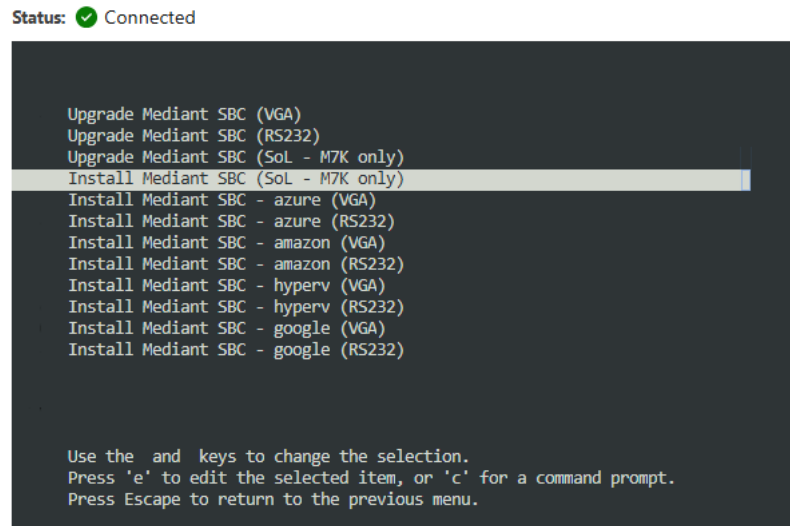 Status: Connected
Upgrade Mediant SBC (VGA)
Upgrade Mediant SBC (RS232)
Upgrade Mediant SBC (SoL - M7K only)
Install Mediant SBC (SoL - M7K only)
Install Mediant SBC - azure (VGA)
Install Mediant SBC - azure (RS232)
Install Mediant SBC - amazon (VGA)
Install Mediant SBC - amazon (RS232)
Install Mediant SBC - hyperv (VGA)
Install Mediant SBC - hyperv (RS232)
Install Mediant SBC - google (VGA)
Install Mediant SBC - google (RS232)
Use the  and  keys to change the selection.
Press 'e' to edit the selected item, or 'c' for a command prompt.
Press Escape to return to the previous menu.